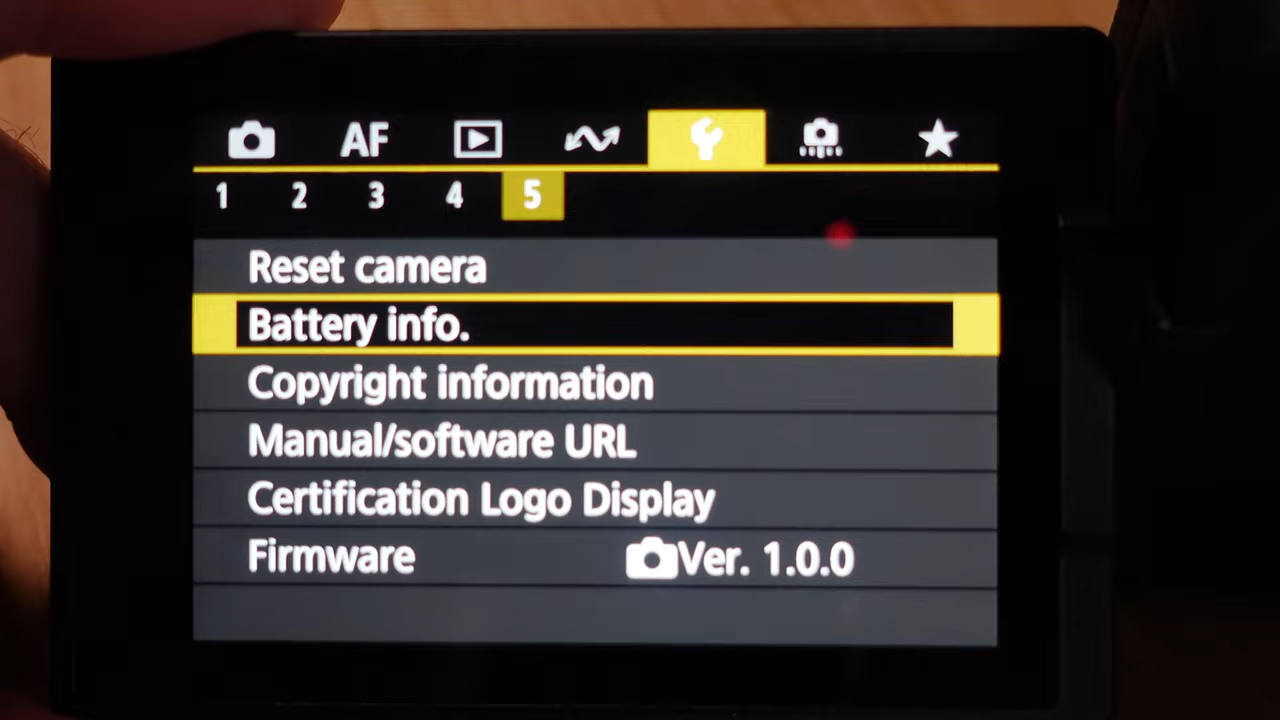 AF
1 2 3 4 5
Reset camera
Battery info.
Copyright information
Manual/software URL
Certification Logo Display
Firmware Ver. 1.0.0